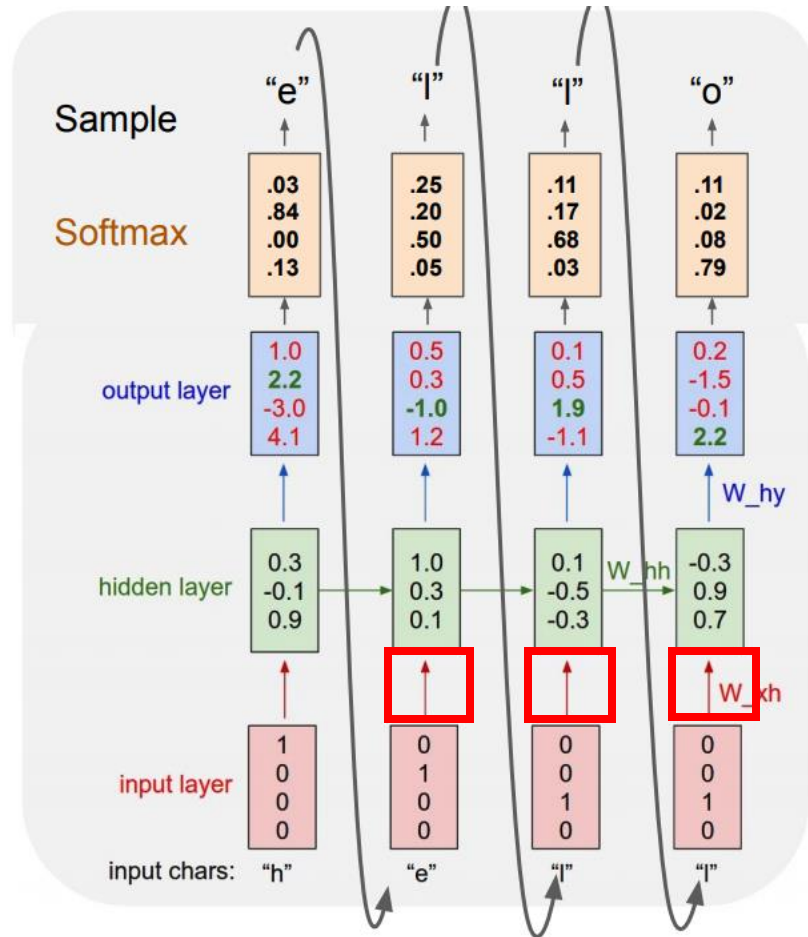 “e” “l” “l” “o”
Sample
.03 .25 .11 .11
.84 .20 .17 .02
Softmax
.00 .50 .68 .08
.13 .05 .03 .79
1.0 0.5 0.1 0.2
output layer
2.2 0.3 0.5 -1.5
-3.0 -1.0 1.9 -0.1
4.1 1.2 -1.1 2.2
W_hy
0.3 1.0 0.1 W_hh -0.3
hidden layer
-0.1 0.3 -0.5 0.9
0.9 0.1 -0.3 0.7
W_xh
1 0 0 0
input layer
0 1 0 0
0 0 1 1
0 0 0 0
input chars: “h” “e” “l” “l”